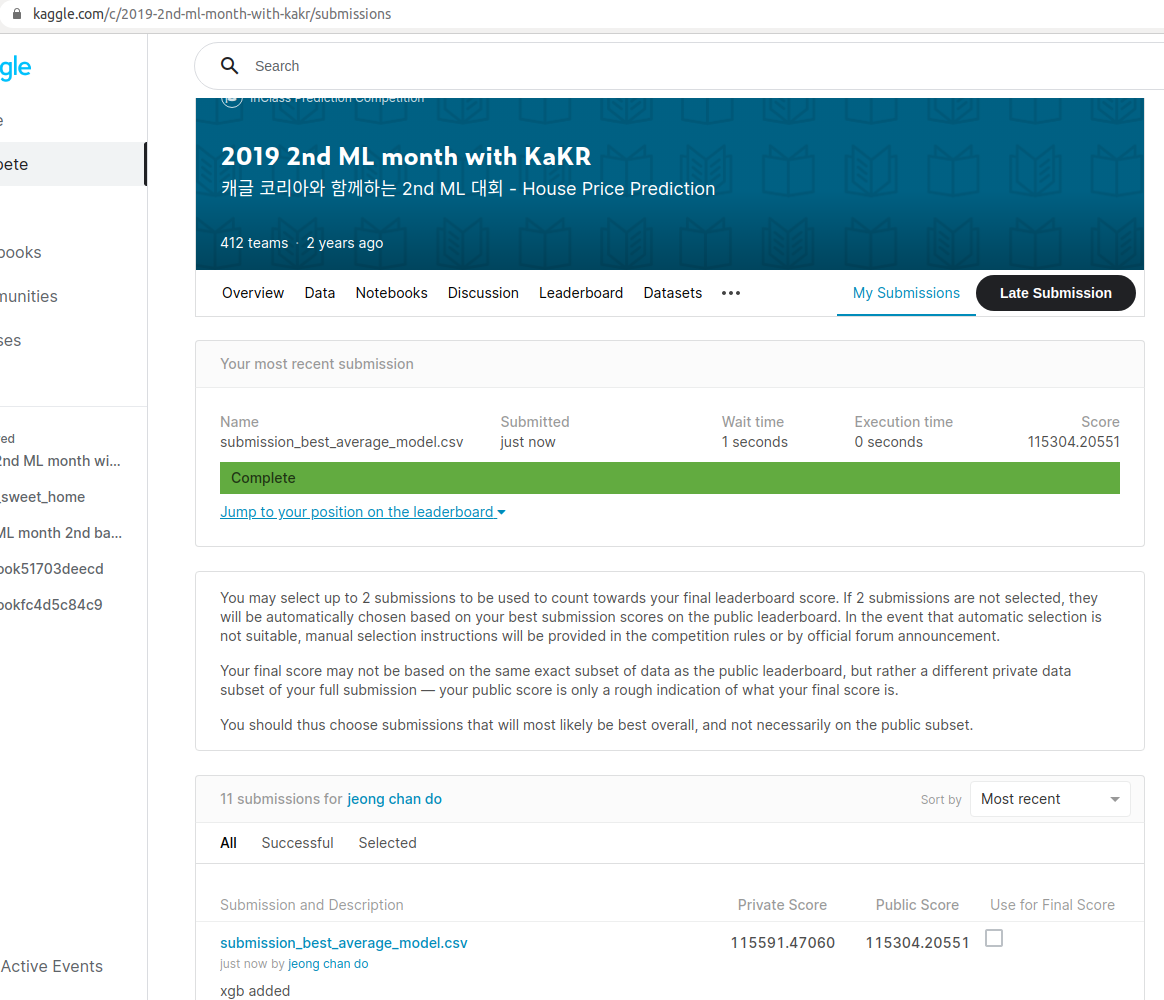 kaggle.com/c/2019-2nd-ml-month-with-kakr/submissions
gle
e
Search
InClass Prediction Competition
pete
2019 2nd ML month with KaKR
캐글 코리아와 함께하는 2nd ML 대회 - House Price Prediction
412 teams · 2 years ago
books
munities
ses
Overview Data Notebooks Discussion Leaderboard Datasets ••• My Submissions Late Submission
Your most recent submission
Name Submitted Wait time Execution time Score
submission_best_average_model.csv just now 1 seconds 0 seconds 115304.20551
Complete
Jump to your position on the leaderboard
red
2nd ML month wi...
_sweet_home
ML month 2nd ba...
ook51703deecd
ookfc4d5c84c9
You may select up to 2 submissions to be used to count towards your final leaderboard score. If 2 submissions are not selected, they
will be automatically chosen based on your best submission scores on the public leaderboard. In the event that automatic selection is
not suitable, manual selection instructions will be provided in the competition rules or by official forum announcement.
Your final score may not be based on the same exact subset of data as the public leaderboard, but rather a different private data
subset of your full submission — your public score is only a rough indication of what your final score is.
You should thus choose submissions that will most likely be best overall, and not necessarily on the public subset.
11 submissions for jeong chan do Sort by Most recent
All Successful Selected
Submission and Description Private Score Public Score Use for Final Score
submission_best_average_model.csv 115591.47060 115304.20551
just now by jeong chan do
xgb added
Active Events